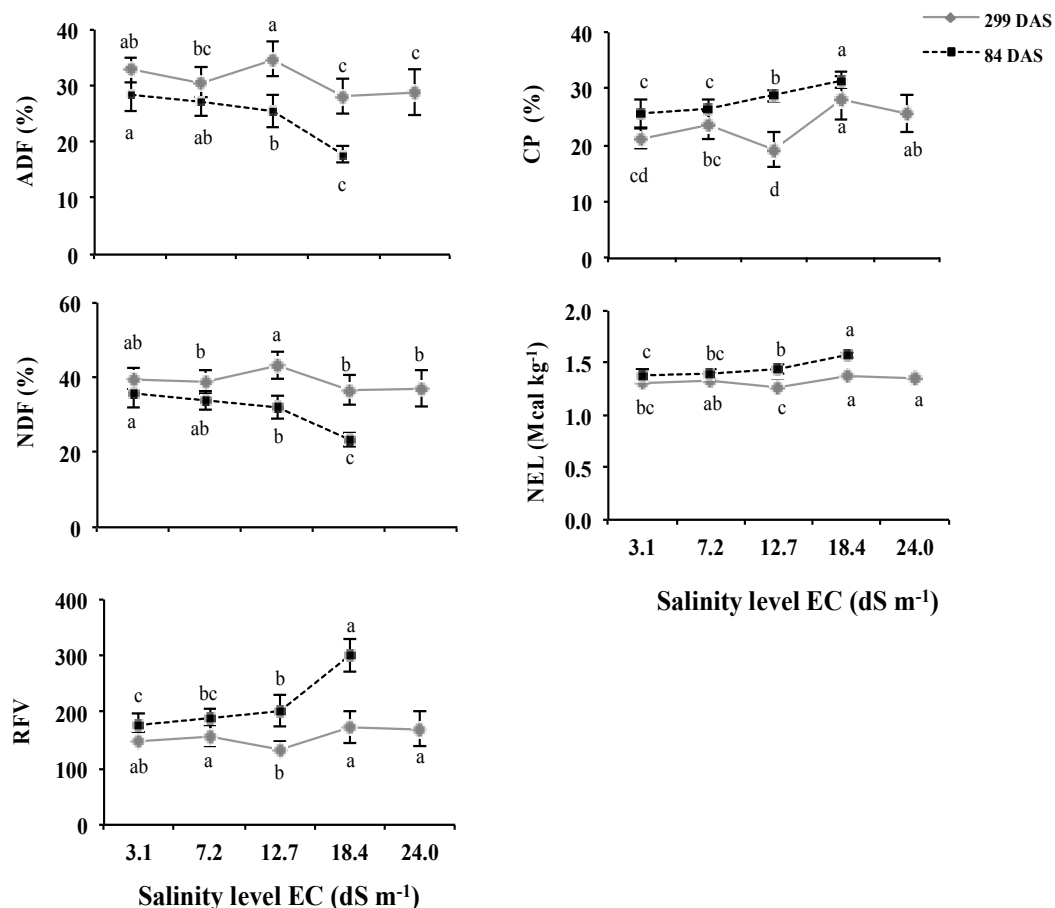 299 DAS
84 DAS
ADF (%)
40
30
20
10
0
ab
bc
a
c
c
a
ab
b
c
CP (%)
40
30
20
10
0
c
c
b
a
cd
bc
d
a
ab
NDF (%)
60
40
20
0
ab
b
a
b
b
a
ab
b
c
NEL (Mcal kg⁻¹)
2.0
1.5
1.0
0.5
0.0
c
bc
b
a
bc
ab
c
a
a
3.1 7.2 12.7 18.4 24.0
Salinity level EC (dS m⁻¹)
RFV
400
300
200
100
0
c
bc
b
a
ab
a
b
a
a
3.1 7.2 12.7 18.4 24.0
Salinity level EC (dS m⁻¹)